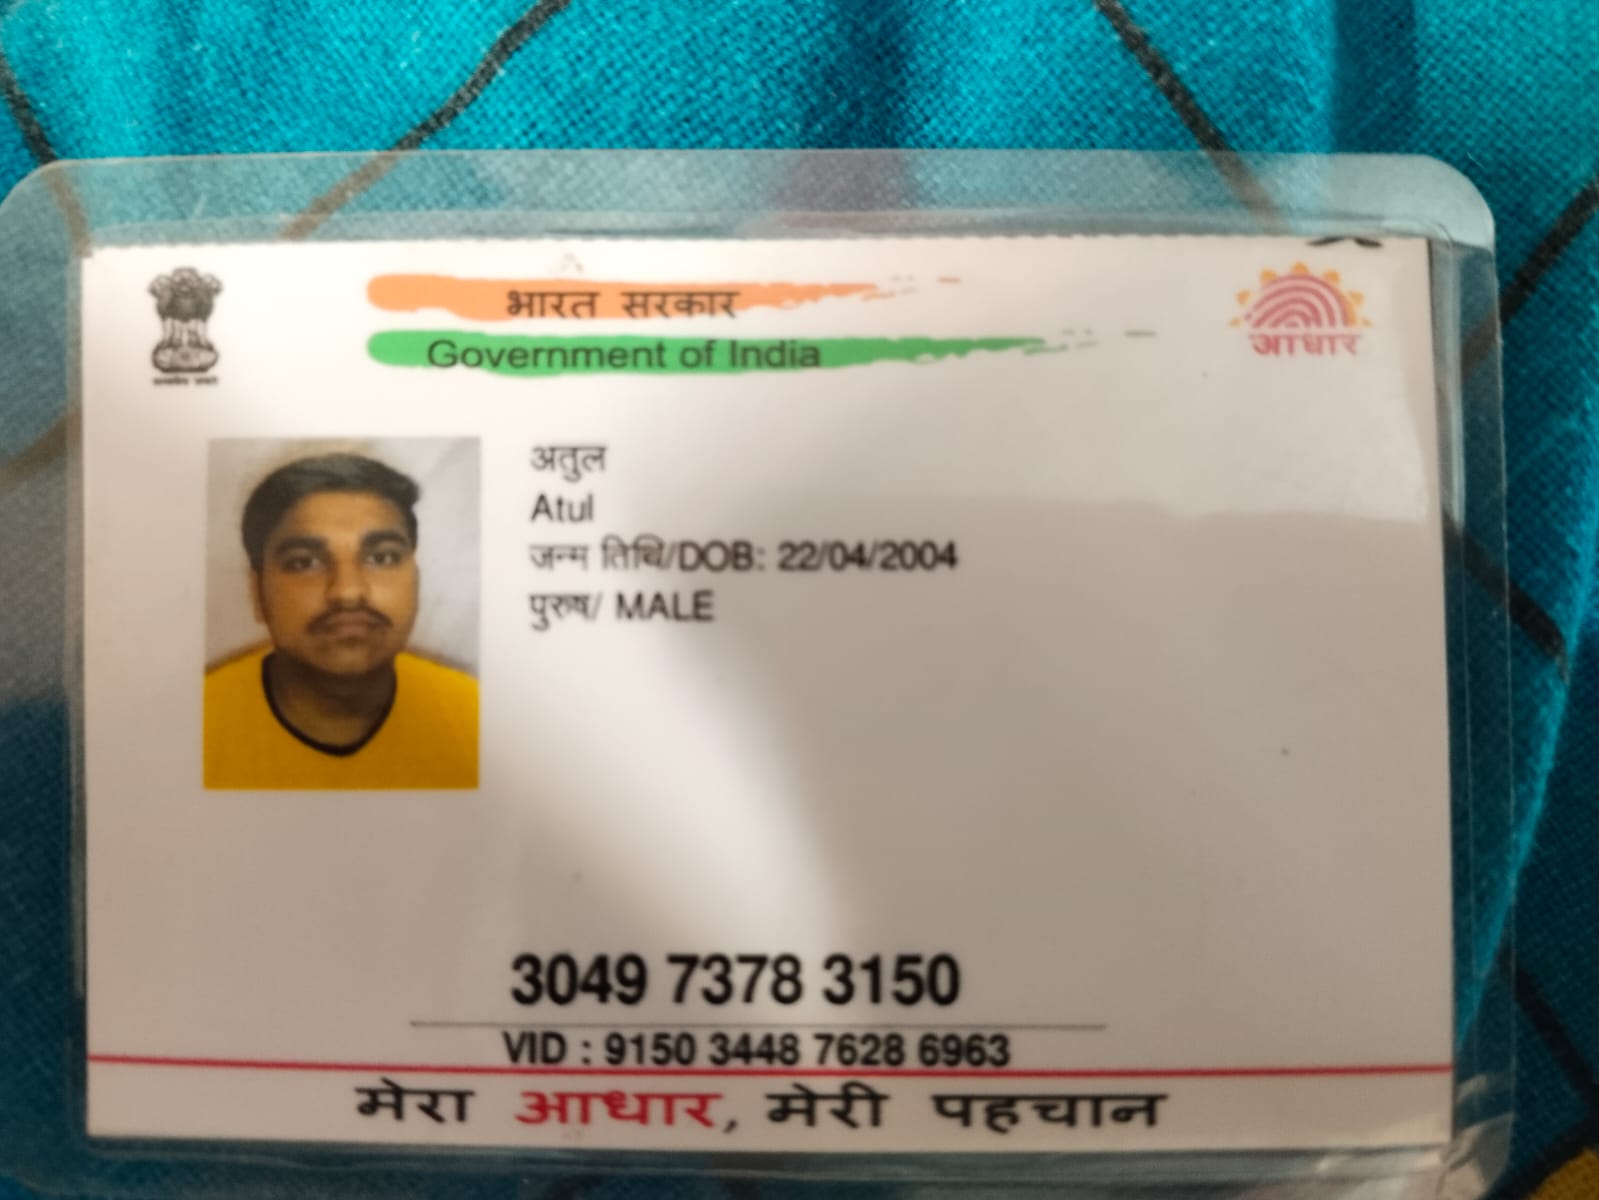 भारत सरकार
Government of India
आधार
अतुल
Atul
जन्म तिथि/DOB: 22/04/2004
पुरुष/ MALE
3049 7378 3150
VID : 9150 3448 7628 6963
मेरा आधार, मेरी पहचान